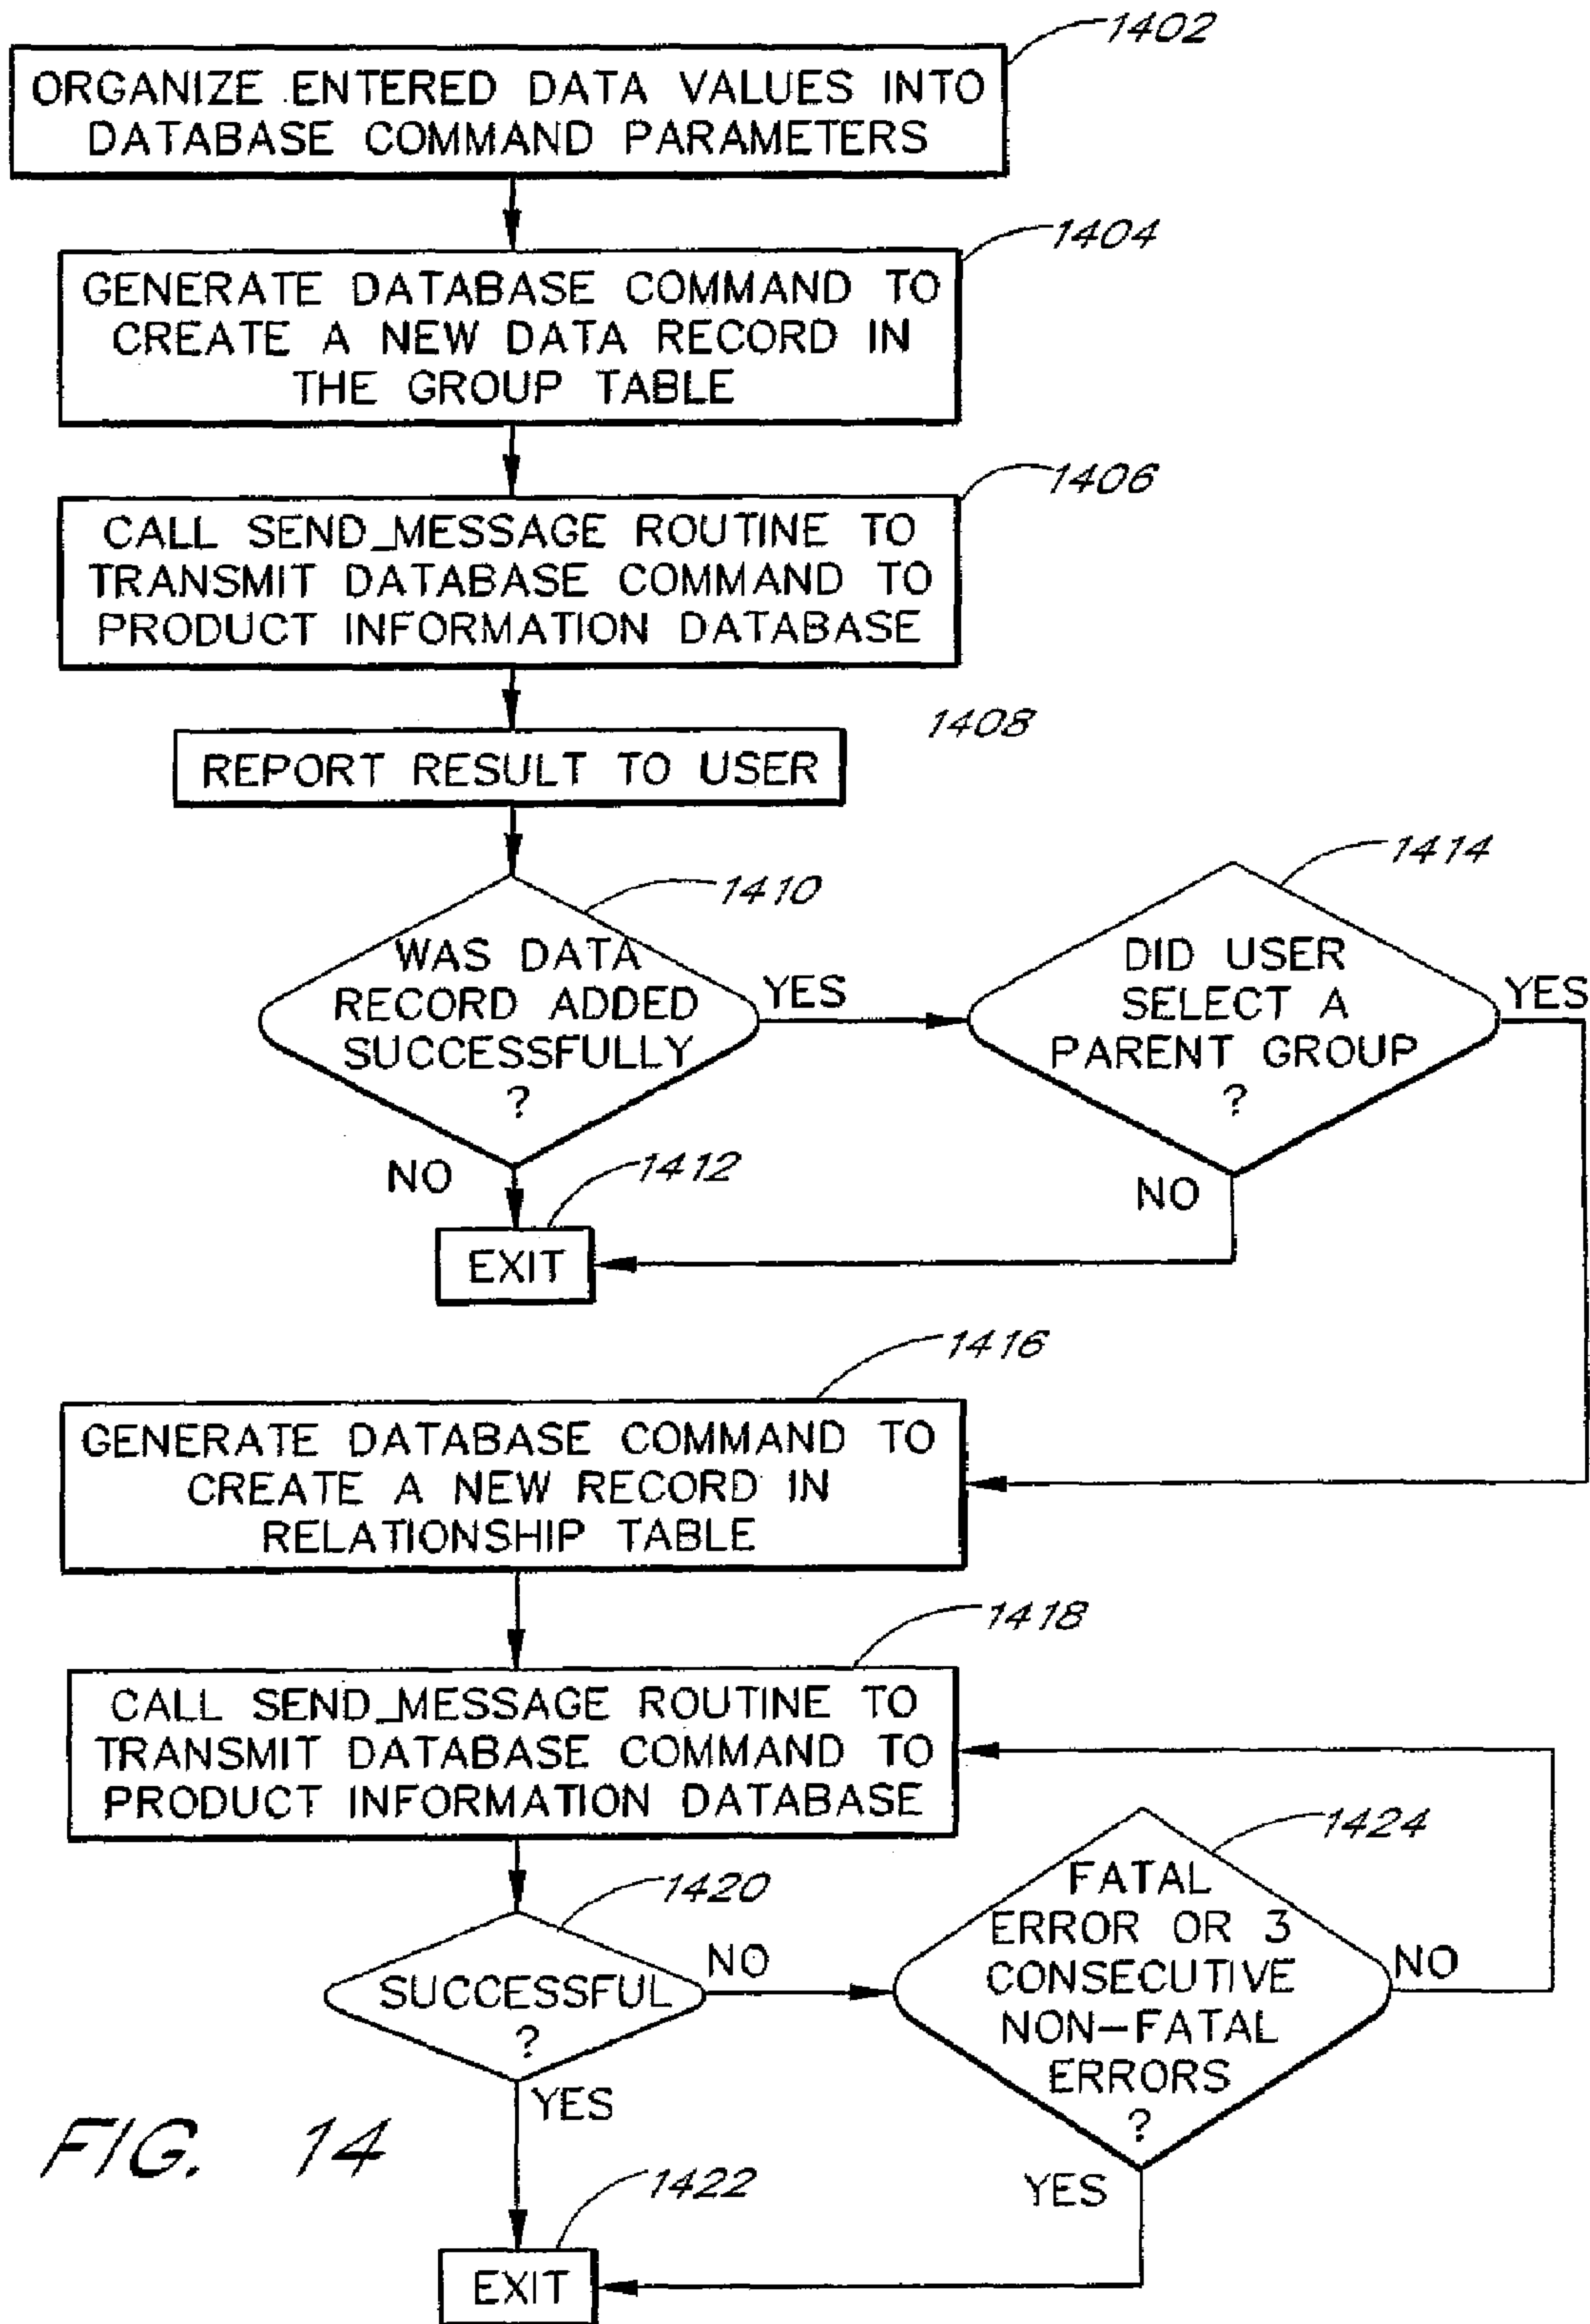 1402
ORGANIZE ENTERED DATA VALUES INTO
DATABASE COMMAND PARAMETERS
1404
GENERATE DATABASE COMMAND TO
CREATE A NEW DATA RECORD IN
THE GROUP TABLE
1406
CALL SEND_MESSAGE ROUTINE TO
TRANSMIT DATABASE COMMAND TO
PRODUCT INFORMATION DATABASE
1408
REPORT RESULT TO USER
1410
WAS DATA
RECORD ADDED
SUCCESSFULLY
?
YES
NO
1414
DID USER
SELECT A
PARENT GROUP
?
YES
NO
1412
EXIT
1416
GENERATE DATABASE COMMAND TO
CREATE A NEW RECORD IN
RELATIONSHIP TABLE
1418
CALL SEND_MESSAGE ROUTINE TO
TRANSMIT DATABASE COMMAND TO
PRODUCT INFORMATION DATABASE
1420
SUCCESSFUL
?
NO
YES
1424
FATAL
ERROR OR 3
CONSECUTIVE
NON-FATAL
ERRORS
?
NO
YES
1422
EXIT
FIG. 14